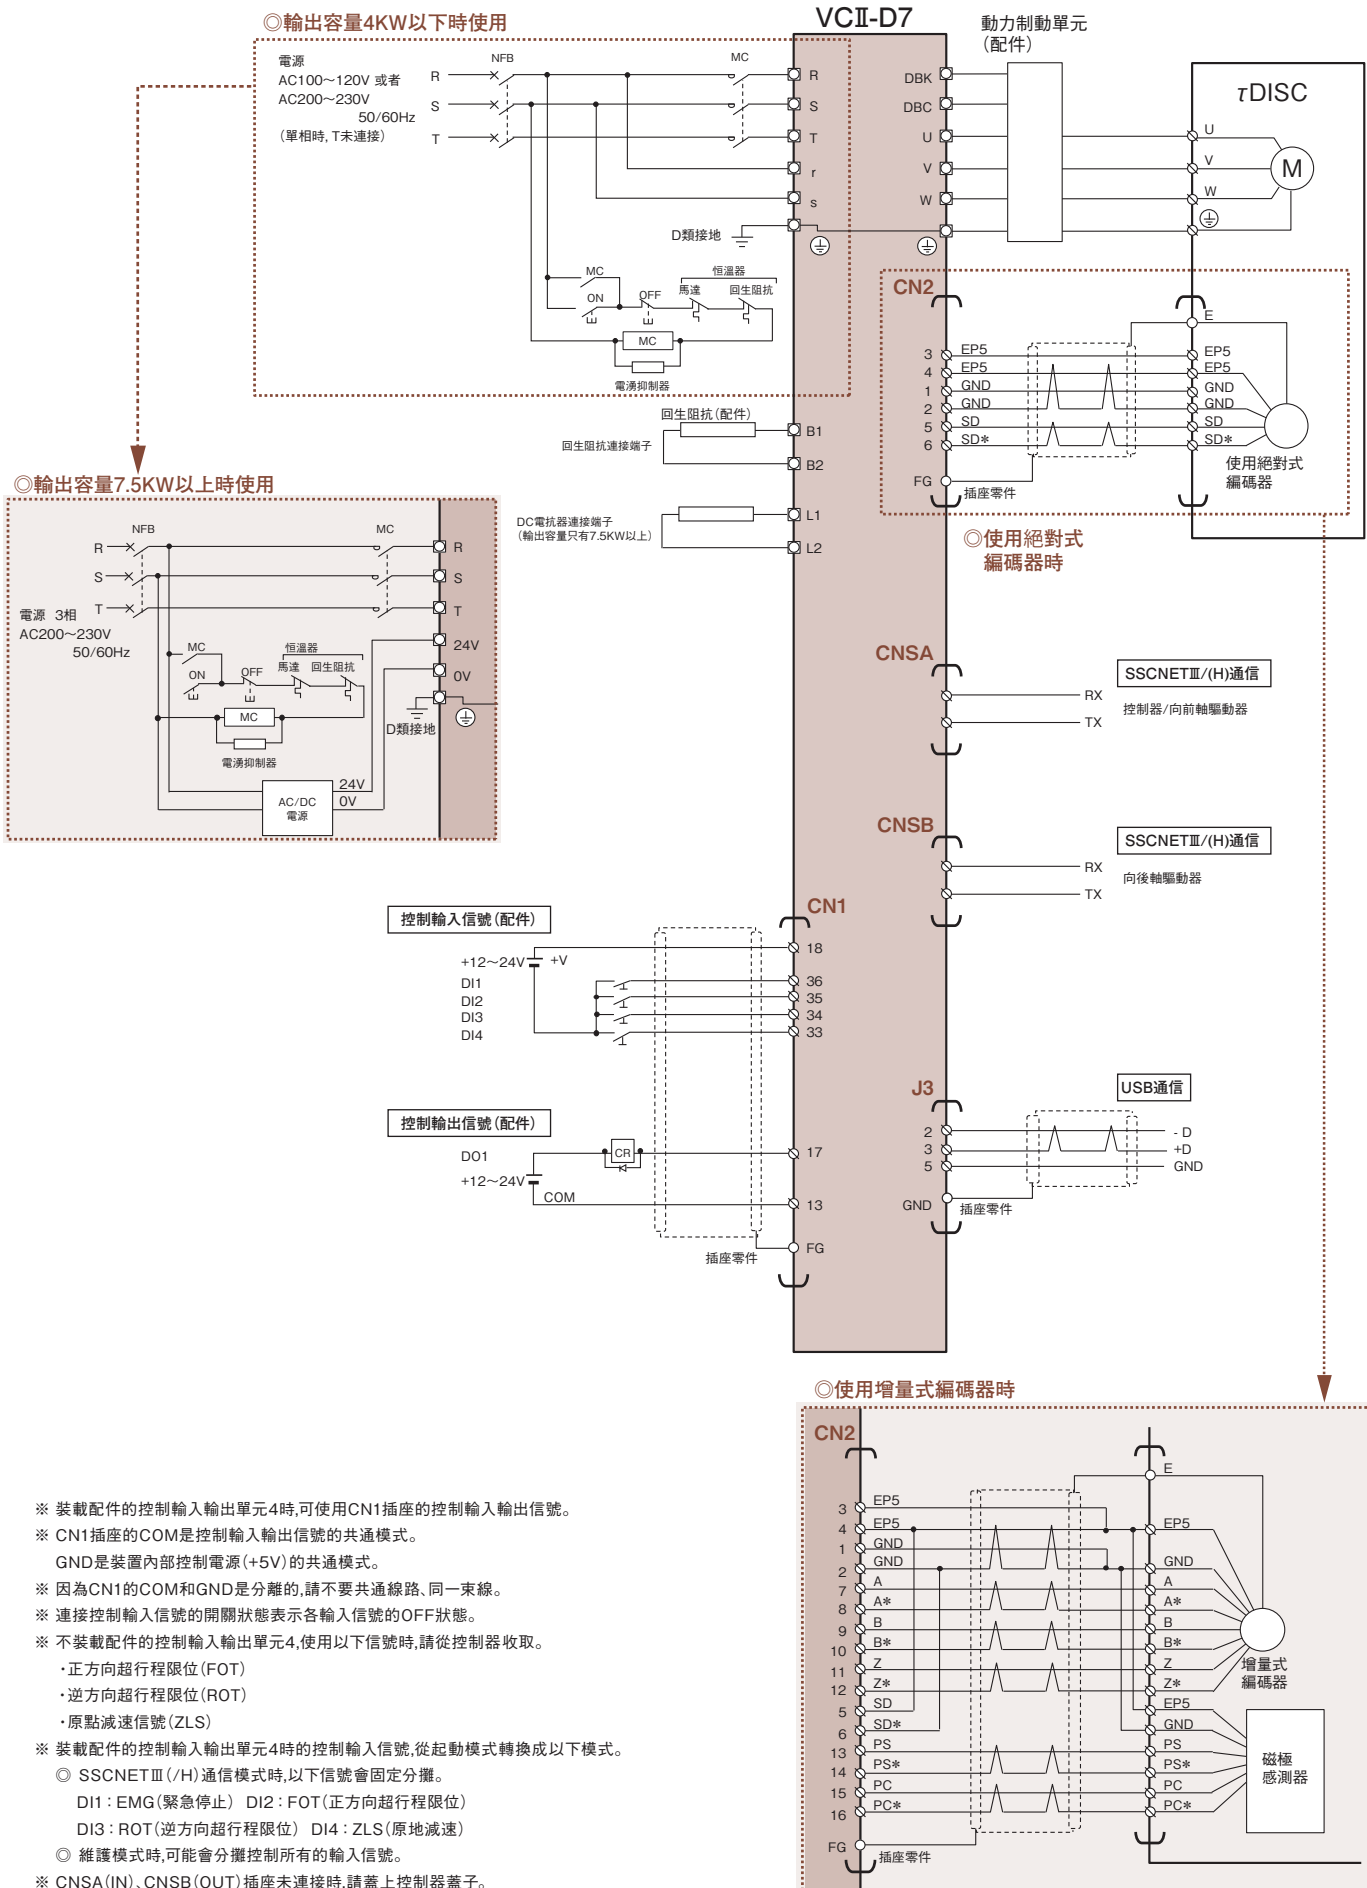 ◎輸出容量4KW以下時使用
VCⅡ-D7
動力制動單元
(配件)
電源
AC100～120V 或者
AC200～230V
50/60Hz
(單相時, T未連接)
NFB
MC
R
S
T
R
S
T
r
s
D類接地
MC
ON
OFF
恒溫器
馬達
回生阻抗
MC
電湧抑制器
DBK
DBC
U
V
W
τDISC
U
V
W
M
CN2
3 EP5
4 EP5
1 GND
2 GND
5 SD
6 SD*
FG
插座零件
E
EP5
EP5
GND
GND
SD
SD*
使用絕對式
編碼器
◎使用絕對式
編碼器時
回生阻抗(配件)
回生阻抗連接端子
B1
B2
DC電抗器連接端子
(輸出容量只有7.5KW以上)
L1
L2
◎輸出容量7.5KW以上時使用
NFB
MC
R
S
T
電源 3相
AC200～230V
50/60Hz
R
S
T
24V
0V
MC
ON
OFF
恒溫器
馬達
回生阻抗
MC
電湧抑制器
D類接地
AC/DC
電源
24V
0V
CNSA
RX
TX
SSCNETⅢ/(H)通信
控制器/向前軸驅動器
CNSB
RX
TX
SSCNETⅢ/(H)通信
向後軸驅動器
CN1
控制輸入信號(配件)
+12～24V
+V
DI1
DI2
DI3
DI4
18
36
35
34
33
控制輸出信號(配件)
DO1
+12～24V
COM
CR
17
13
FG
插座零件
J3
USB通信
2
3
5
GND
- D
+D
GND
插座零件
◎使用增量式編碼器時
CN2
3 EP5
4 EP5
1 GND
2 GND
7 A
8 A*
9 B
10 B*
11 Z
12 Z*
5 SD
6 SD*
13 PS
14 PS*
15 PC
16 PC*
FG
插座零件
E
EP5
GND
A
A*
B
B*
Z
Z*
EP5
GND
PS
PS*
PC
PC*
增量式
編碼器
磁極
感測器
※ 裝載配件的控制輸入輸出單元4時,可使用CN1插座的控制輸入輸出信號。
※ CN1插座的COM是控制輸入輸出信號的共通模式。
GND是裝置內部控制電源(+5V)的共通模式。
※ 因為CN1的COM和GND是分離的,請不要共通線路、同一束線。
※ 連接控制輸入信號的開關狀態表示各輸入信號的OFF狀態。
※ 不裝載配件的控制輸入輸出單元4,使用以下信號時,請從控制器收取。
・正方向超行程限位(FOT)
・逆方向超行程限位(ROT)
・原點減速信號(ZLS)
※ 裝載配件的控制輸入輸出單元4時的控制輸入信號,從起動模式轉換成以下模式。
◎ SSCNETⅢ(/H)通信模式時,以下信號會固定分攤。
DI1：EMG(緊急停止) DI2：FOT(正方向超行程限位)
DI3：ROT(逆方向超行程限位) DI4：ZLS(原地減速)
◎ 維護模式時,可能會分攤控制所有的輸入信號。
※ CNSA(IN)、CNSB(OUT)插座未連接時,請蓋上控制器蓋子。